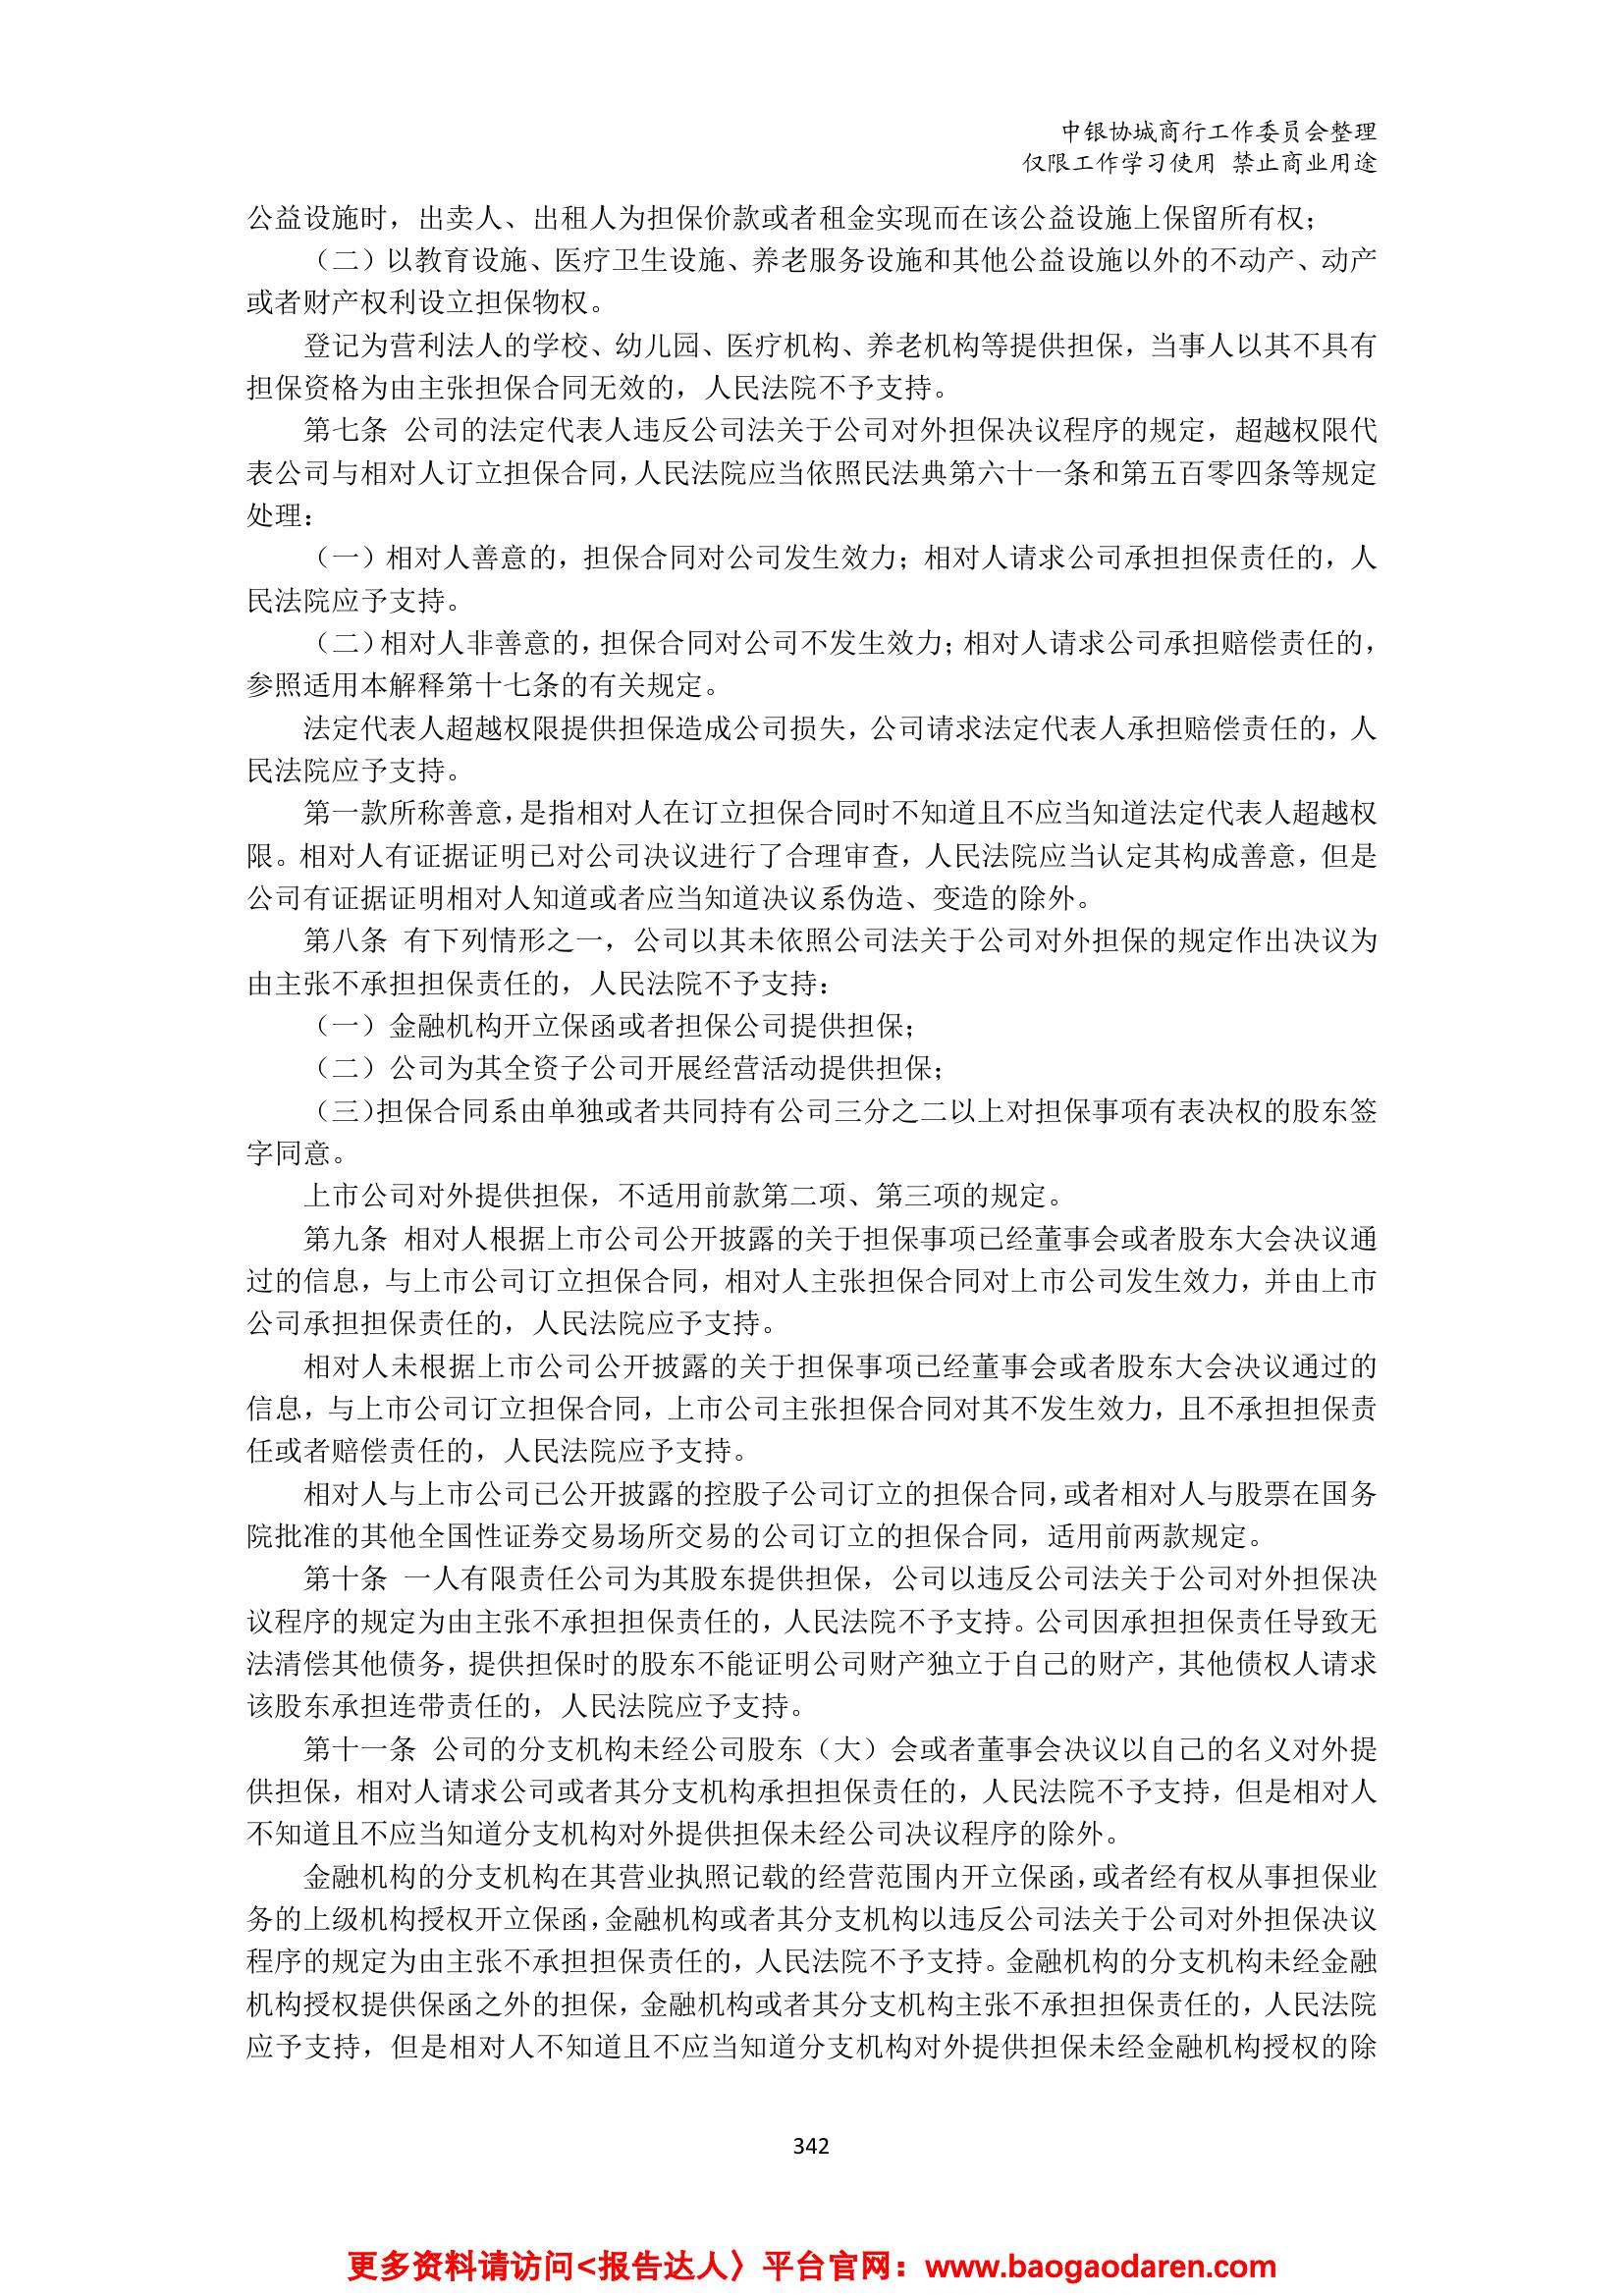 中银协城商行工作委员会整理
仅限工作学习使用 禁止商业用途
公益设施时，出卖人、出租人为担保价款或者租金实现而在该公益设施上保留所有权；
（二）以教育设施、医疗卫生设施、养老服务设施和其他公益设施以外的不动产、动产
或者财产权利设立担保物权。
登记为营利法人的学校、幼儿园、医疗机构、养老机构等提供担保，当事人以其不具有
担保资格为由主张担保合同无效的，人民法院不予支持。
第七条 公司的法定代表人违反公司法关于公司对外担保决议程序的规定，超越权限代
表公司与相对人订立担保合同，人民法院应当依照民法典第六十一条和第五百零四条等规定
处理：
（一）相对人善意的，担保合同对公司发生效力；相对人请求公司承担担保责任的，人
民法院应予支持。
（二）相对人非善意的，担保合同对公司不发生效力；相对人请求公司承担赔偿责任的，
参照适用本解释第十七条的有关规定。
法定代表人超越权限提供担保造成公司损失，公司请求法定代表人承担赔偿责任的，人
民法院应予支持。
第一款所称善意，是指相对人在订立担保合同时不知道且不应当知道法定代表人超越权
限。相对人有证据证明已对公司决议进行了合理审查，人民法院应当认定其构成善意，但是
公司有证据证明相对人知道或者应当知道决议系伪造、变造的除外。
第八条 有下列情形之一，公司以其未依照公司法关于公司对外担保的规定作出决议为
由主张不承担担保责任的，人民法院不予支持：
（一）金融机构开立保函或者担保公司提供担保；
（二）公司为其全资子公司开展经营活动提供担保；
（三）担保合同系由单独或者共同持有公司三分之二以上对担保事项有表决权的股东签
字同意。
上市公司对外提供担保，不适用前款第二项、第三项的规定。
第九条 相对人根据上市公司公开披露的关于担保事项已经董事会或者股东大会决议通
过的信息，与上市公司订立担保合同，相对人主张担保合同对上市公司发生效力，并由上市
公司承担担保责任的，人民法院应予支持。
相对人未根据上市公司公开披露的关于担保事项已经董事会或者股东大会决议通过的
信息，与上市公司订立担保合同，上市公司主张担保合同对其不发生效力，且不承担担保责
任或者赔偿责任的，人民法院应予支持。
相对人与上市公司已公开披露的控股子公司订立的担保合同，或者相对人与股票在国务
院批准的其他全国性证券交易场所交易的公司订立的担保合同，适用前两款规定。
第十条 一人有限责任公司为其股东提供担保，公司以违反公司法关于公司对外担保决
议程序的规定为由主张不承担担保责任的，人民法院不予支持。公司因承担担保责任导致无
法清偿其他债务，提供担保时的股东不能证明公司财产独立于自己的财产，其他债权人请求
该股东承担连带责任的，人民法院应予支持。
第十一条 公司的分支机构未经公司股东（大）会或者董事会决议以自己的名义对外提
供担保，相对人请求公司或者其分支机构承担担保责任的，人民法院不予支持，但是相对人
不知道且不应当知道分支机构对外提供担保未经公司决议程序的除外。
金融机构的分支机构在其营业执照记载的经营范围内开立保函，或者经有权从事担保业
务的上级机构授权开立保函，金融机构或者其分支机构以违反公司法关于公司对外担保决议
程序的规定为由主张不承担担保责任的，人民法院不予支持。金融机构的分支机构未经金融
机构授权提供保函之外的担保，金融机构或者其分支机构主张不承担担保责任的，人民法院
应予支持，但是相对人不知道且不应当知道分支机构对外提供担保未经金融机构授权的除
342
更多资料请访问<报告达人〉平台官网：www.baogaodaren.com